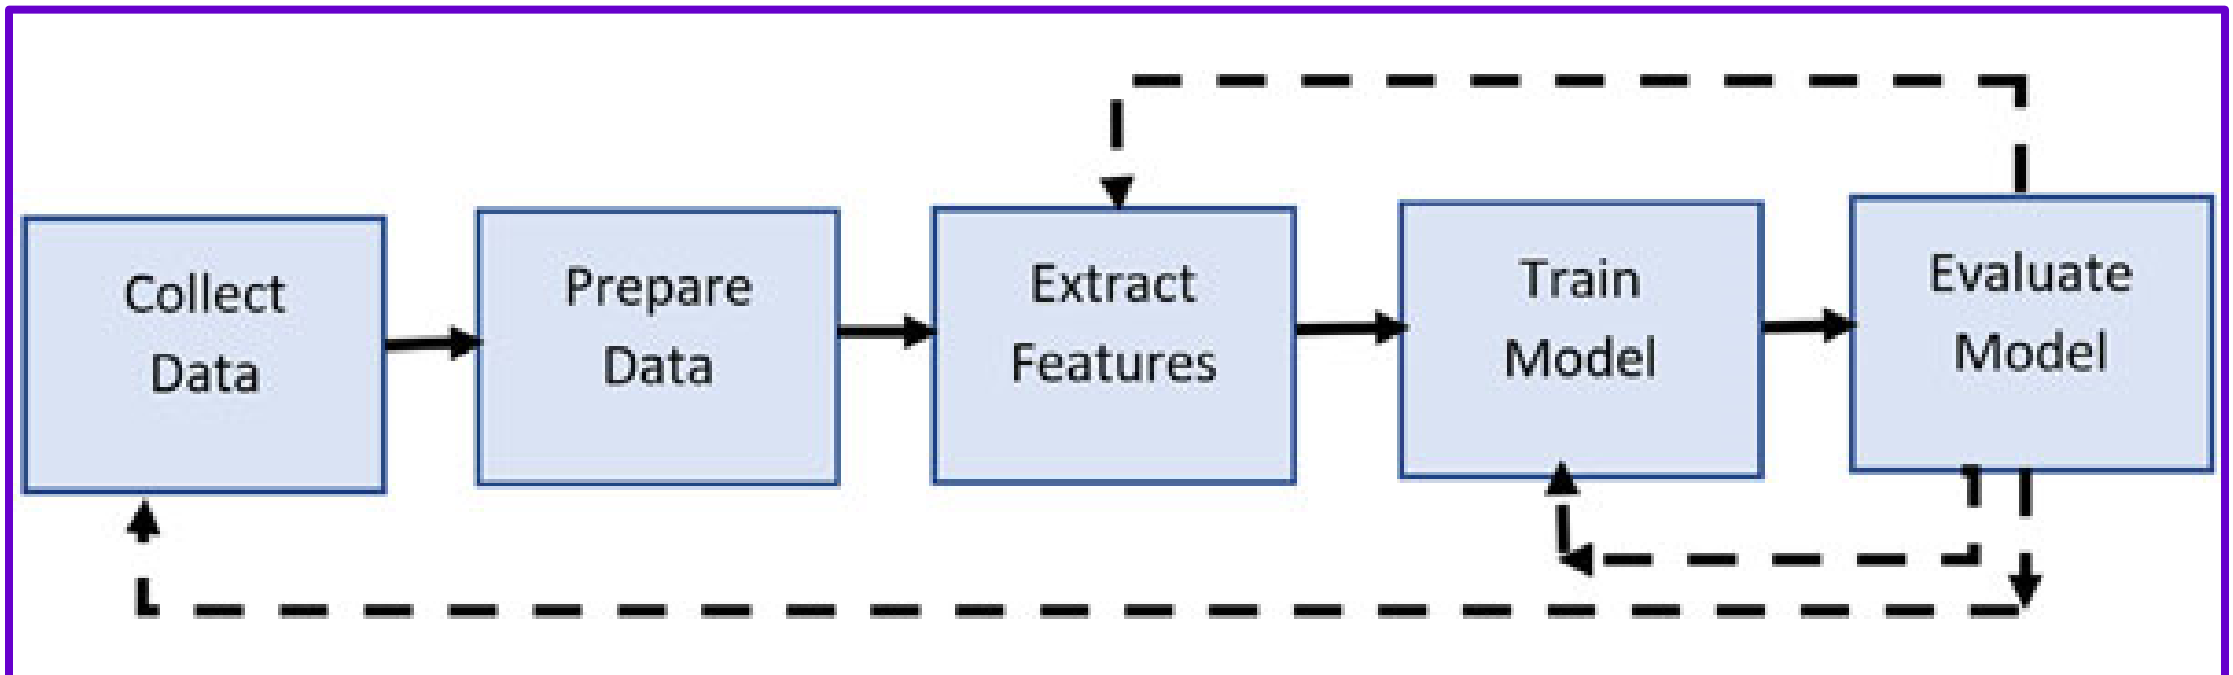 Collect
Data
Prepare
Data
Extract
Features
Train
Model
Evaluate
Model